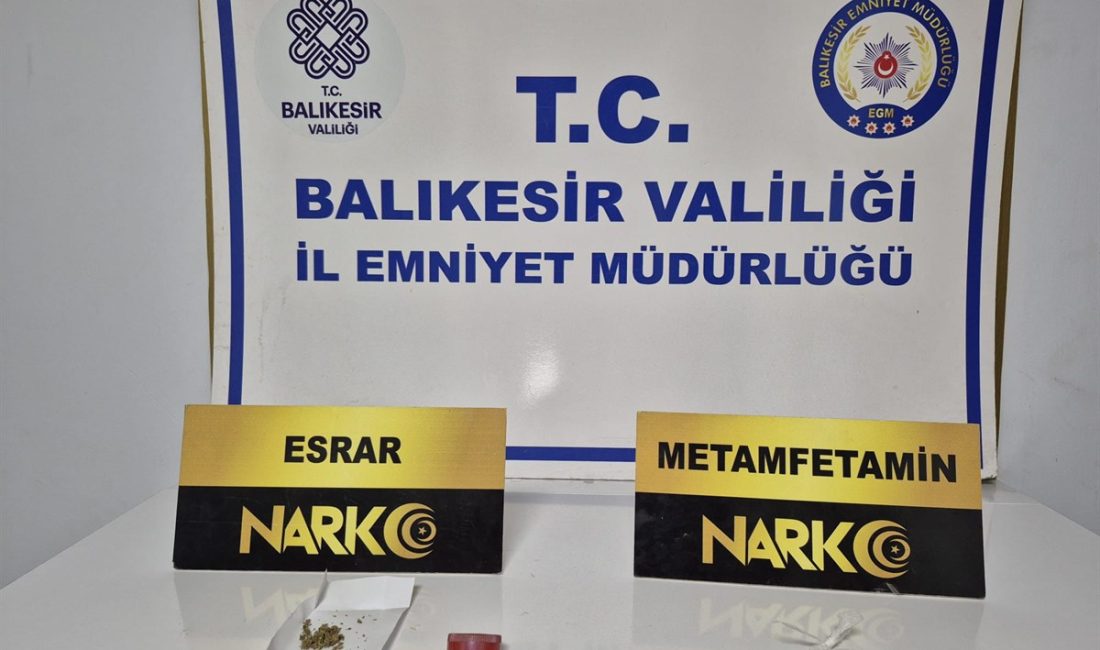 T.C.
BALIKESİR
VALİLİĞİ
BALIKESİR EMNİYET MÜDÜRLÜĞÜ
EGM
T.C.
BALIKESİR VALİLİĞİ
İL EMNİYET MÜDÜRLÜĞÜ
ESRAR
NARKO
METAMFETAMİN
NARKO